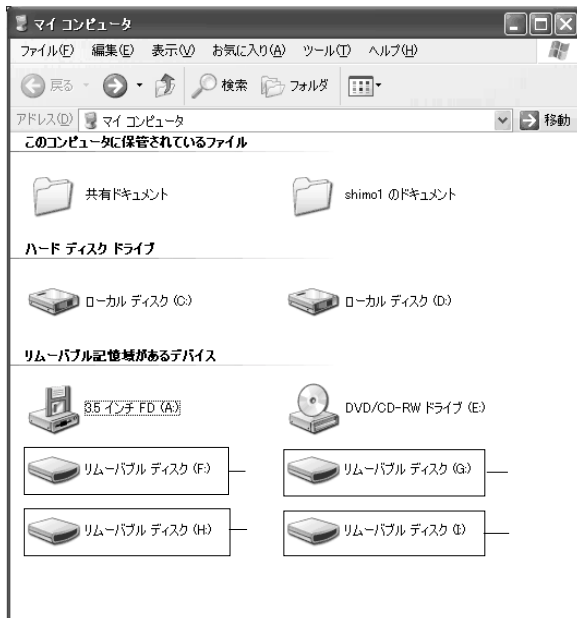 マイ コンピュータ
ファイル(F) 編集(E) 表示(V) お気に入り(A) ツール(T) ヘルプ(H)
戻る 検索 フォルダ
アドレス(D) マイ コンピュータ 移動
このコンピュータに保管されているファイル
共有ドキュメント shimo1 のドキュメント
ハード ディスク ドライブ
ローカル ディスク (C:) ローカル ディスク (D:)
リムーバブル記憶域があるデバイス
3.5 インチ FD (A:) DVD/CD-RW ドライブ (E:)
リムーバブル ディスク (F:) リムーバブル ディスク (G:)
リムーバブル ディスク (H:) リムーバブル ディスク (I:)